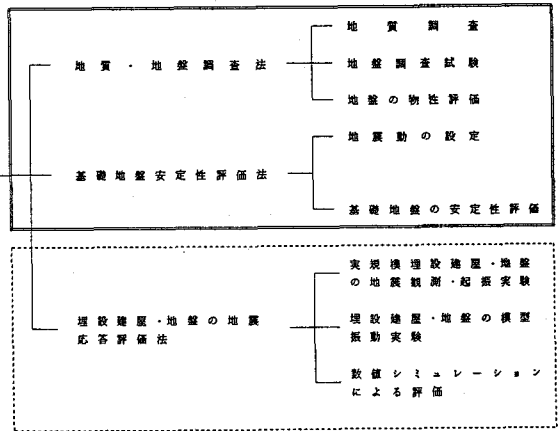 地質調査
地質・地盤調査法
地盤調査試験
地盤の物性評価
地震動の設定
基礎地盤安定性評価法
基礎地盤の安定性評価
実規模埋設建屋・地盤
の地震観測・起振実験
埋設建屋・地盤の地震
応答評価法
埋設建屋・地盤の模型
振動実験
数値シミュレーション
による評価